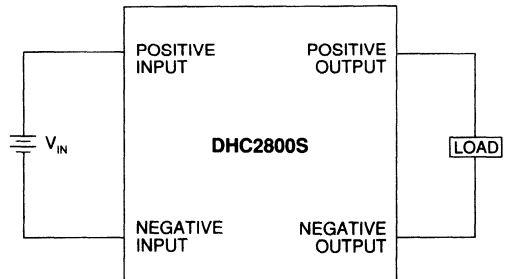 POSITIVE
INPUT
POSITIVE
OUTPUT
V_IN
DHC2800S
LOAD
NEGATIVE
INPUT
NEGATIVE
OUTPUT